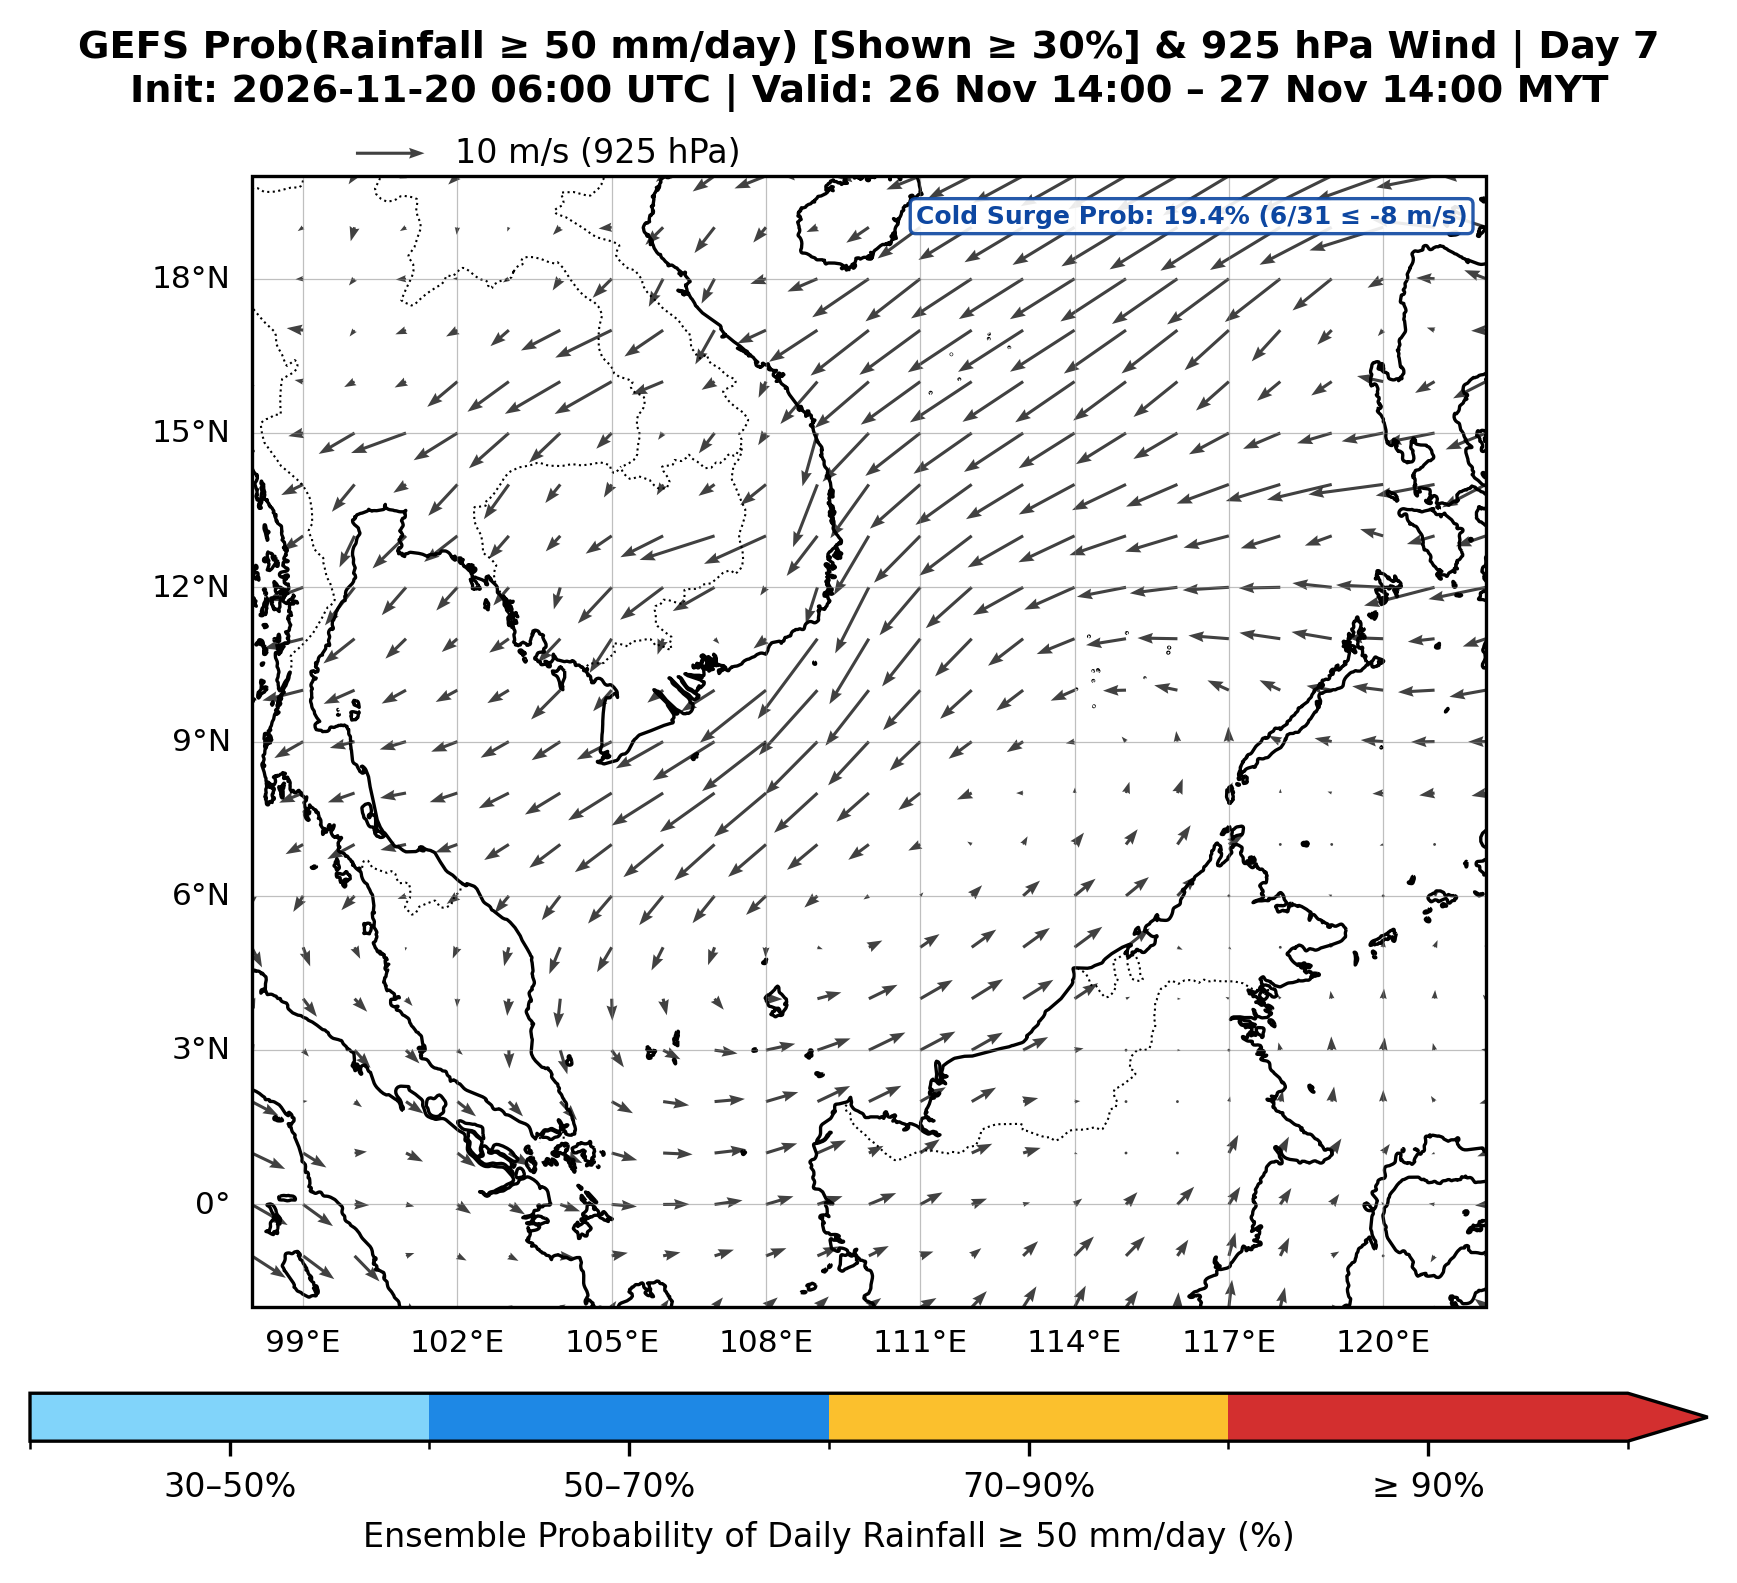 GEFS Prob(Rainfall ≥ 50 mm/day) [Shown ≥ 30%] & 925 hPa Wind | Day 7
Init: 2026-11-20 06:00 UTC | Valid: 26 Nov 14:00 – 27 Nov 14:00 MYT
10 m/s (925 hPa)
Cold Surge Prob: 19.4% (6/31 ≤ -8 m/s)
18°N
15°N
12°N
9°N
6°N
3°N
0°
99°E 102°E 105°E 108°E 111°E 114°E 117°E 120°E
30–50% 50–70% 70–90% ≥ 90%
Ensemble Probability of Daily Rainfall ≥ 50 mm/day (%)